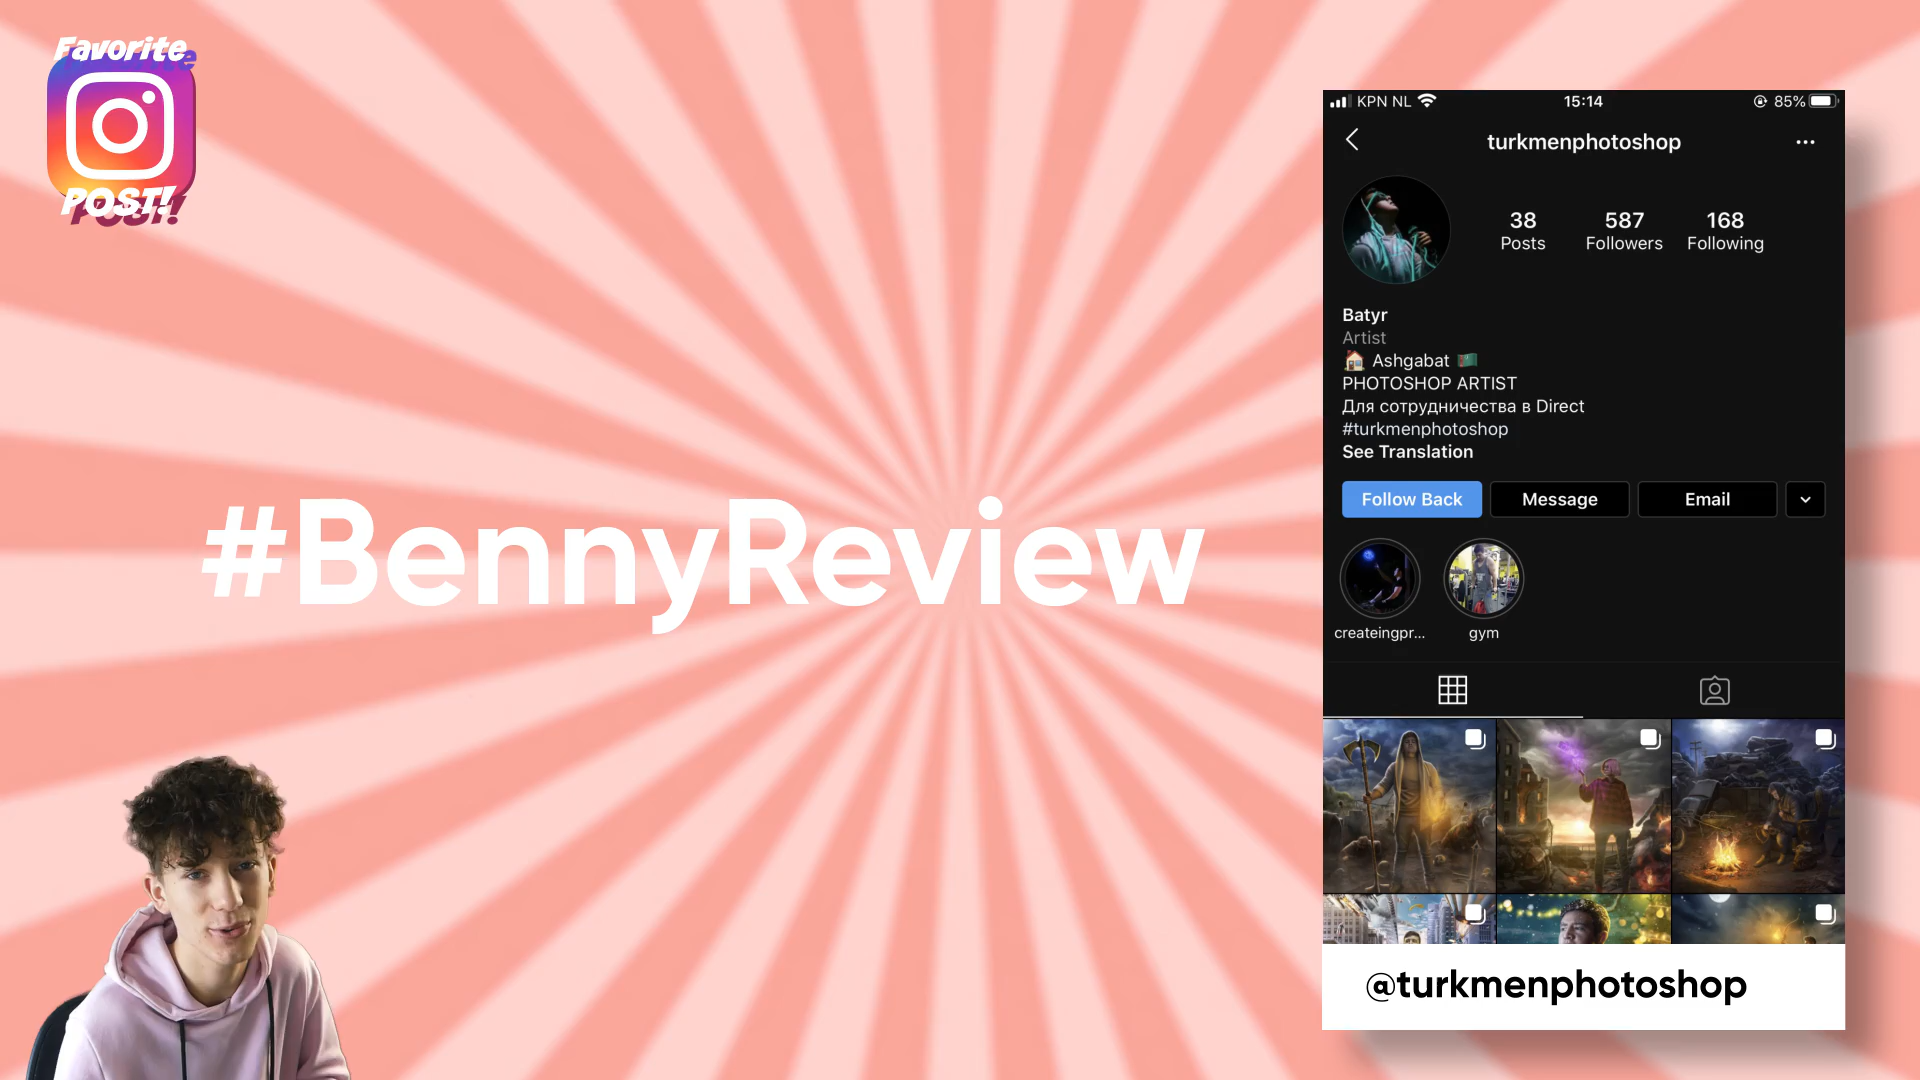 Favorite
POST!
#BennyReview
KPN NL
15:14
85%
turkmenphotoshop
38
587
168
Posts
Followers
Following
Batyr
Artist
Ashgabat
PHOTOSHOP ARTIST
Для сотрудничества в Direct
#turkmenphotoshop
See Translation
Follow Back
Message
Email
createingpr...
gym
@turkmenphotoshop